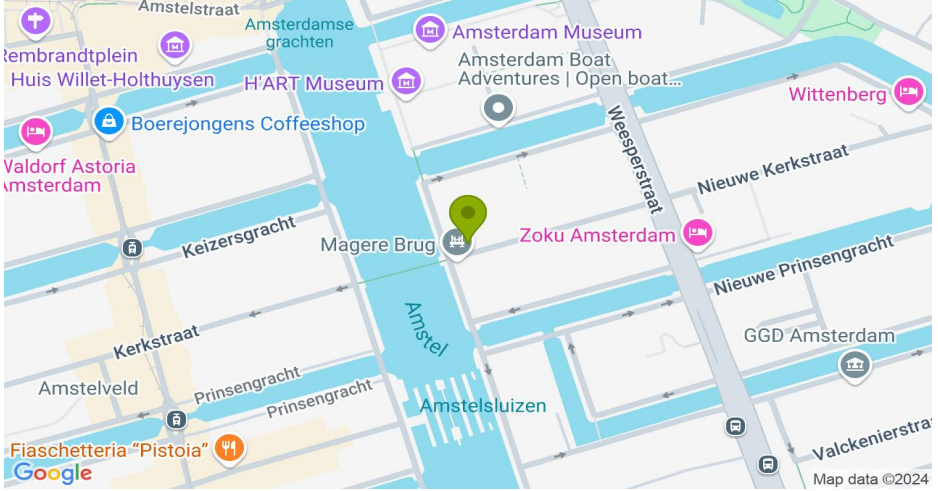 Amstelstraat
Amsterdamse
grachten
Amsterdam Museum
Rembrandtplein
Huis Willet-Holthuysen
H'ART Museum
Amsterdam Boat
Adventures | Open boat...
Wittenberg
Boerejongens Coffeeshop
Weesperstraat
Waldorf Astoria
Amsterdam
Nieuwe Kerkstraat
Keizersgracht
Magere Brug
Zoku Amsterdam
Nieuwe Prinsengracht
Amstel
Kerkstraat
GGD Amsterdam
Amstelveld
Prinsengracht
Prinsengracht
Amstelsluizen
Fiaschetteria "Pistoia"
Valckenierstra
Google
Map data ©2024